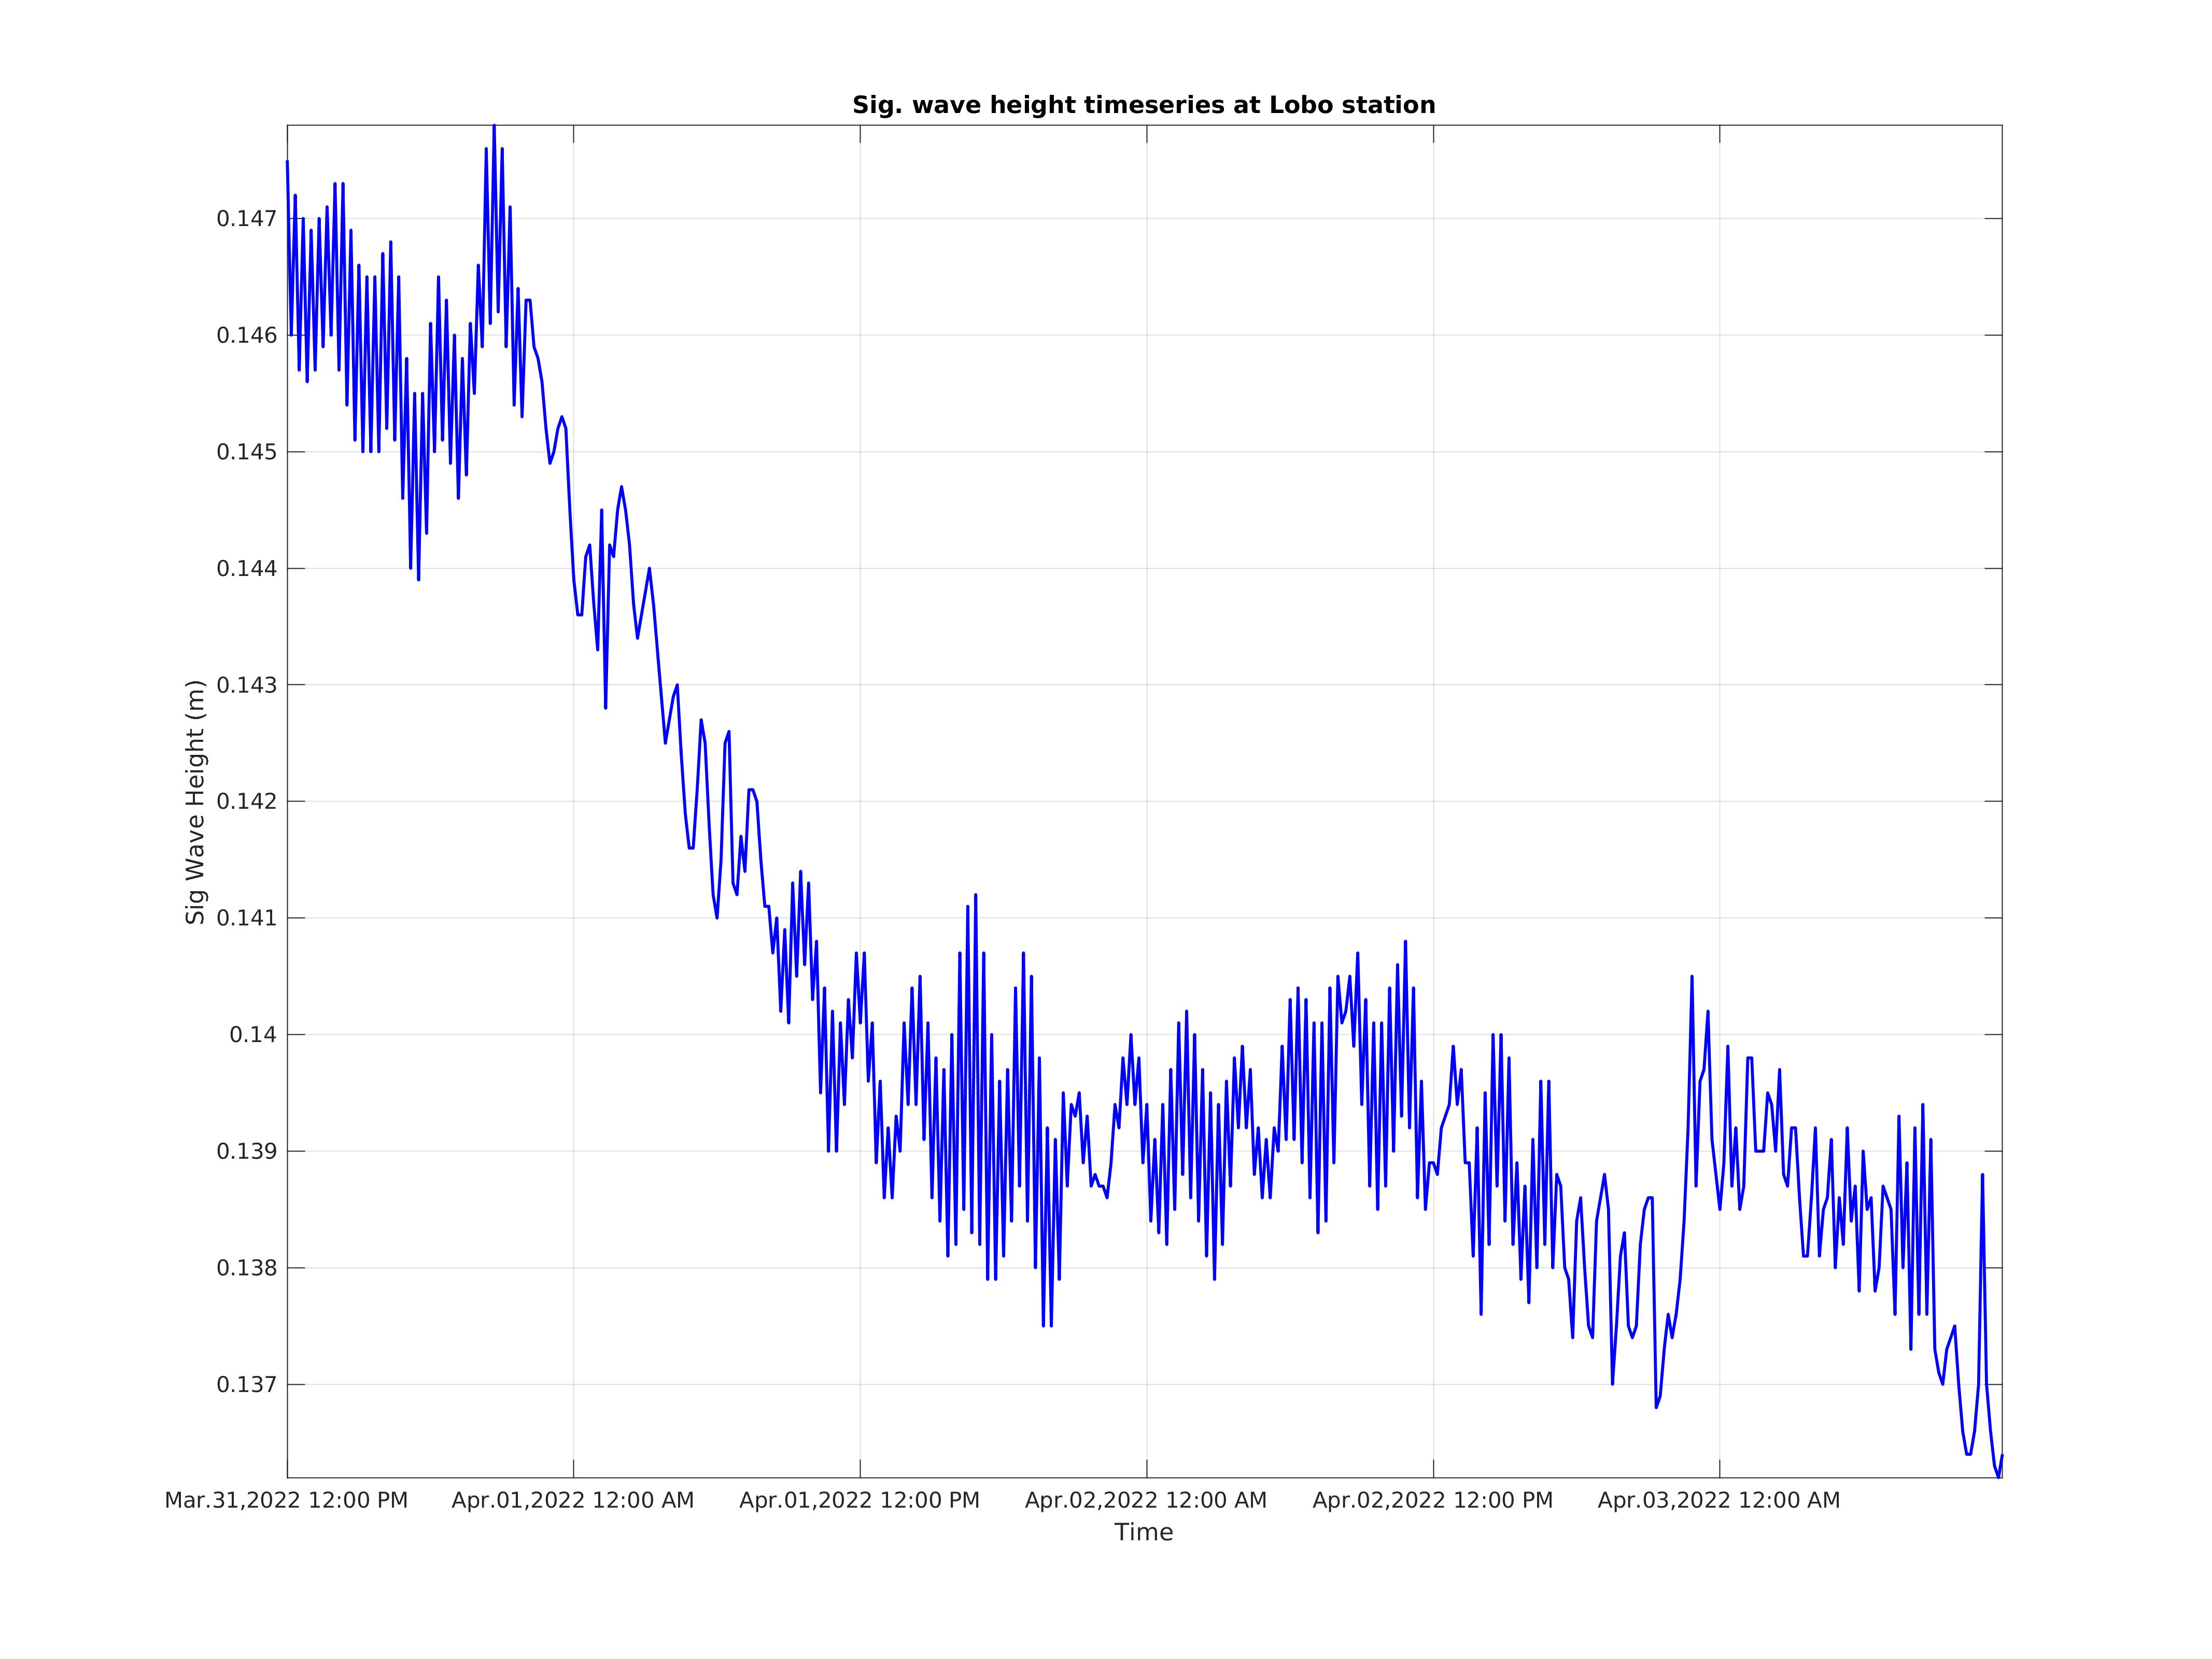 Sig. wave height timeseries at Lobo station
Sig Wave Height (m)
0.147
0.146
0.145
0.144
0.143
0.142
0.141
0.14
0.139
0.138
0.137
Mar.31,2022 12:00 PM
Apr.01,2022 12:00 AM
Apr.01,2022 12:00 PM
Apr.02,2022 12:00 AM
Apr.02,2022 12:00 PM
Apr.03,2022 12:00 AM
Time